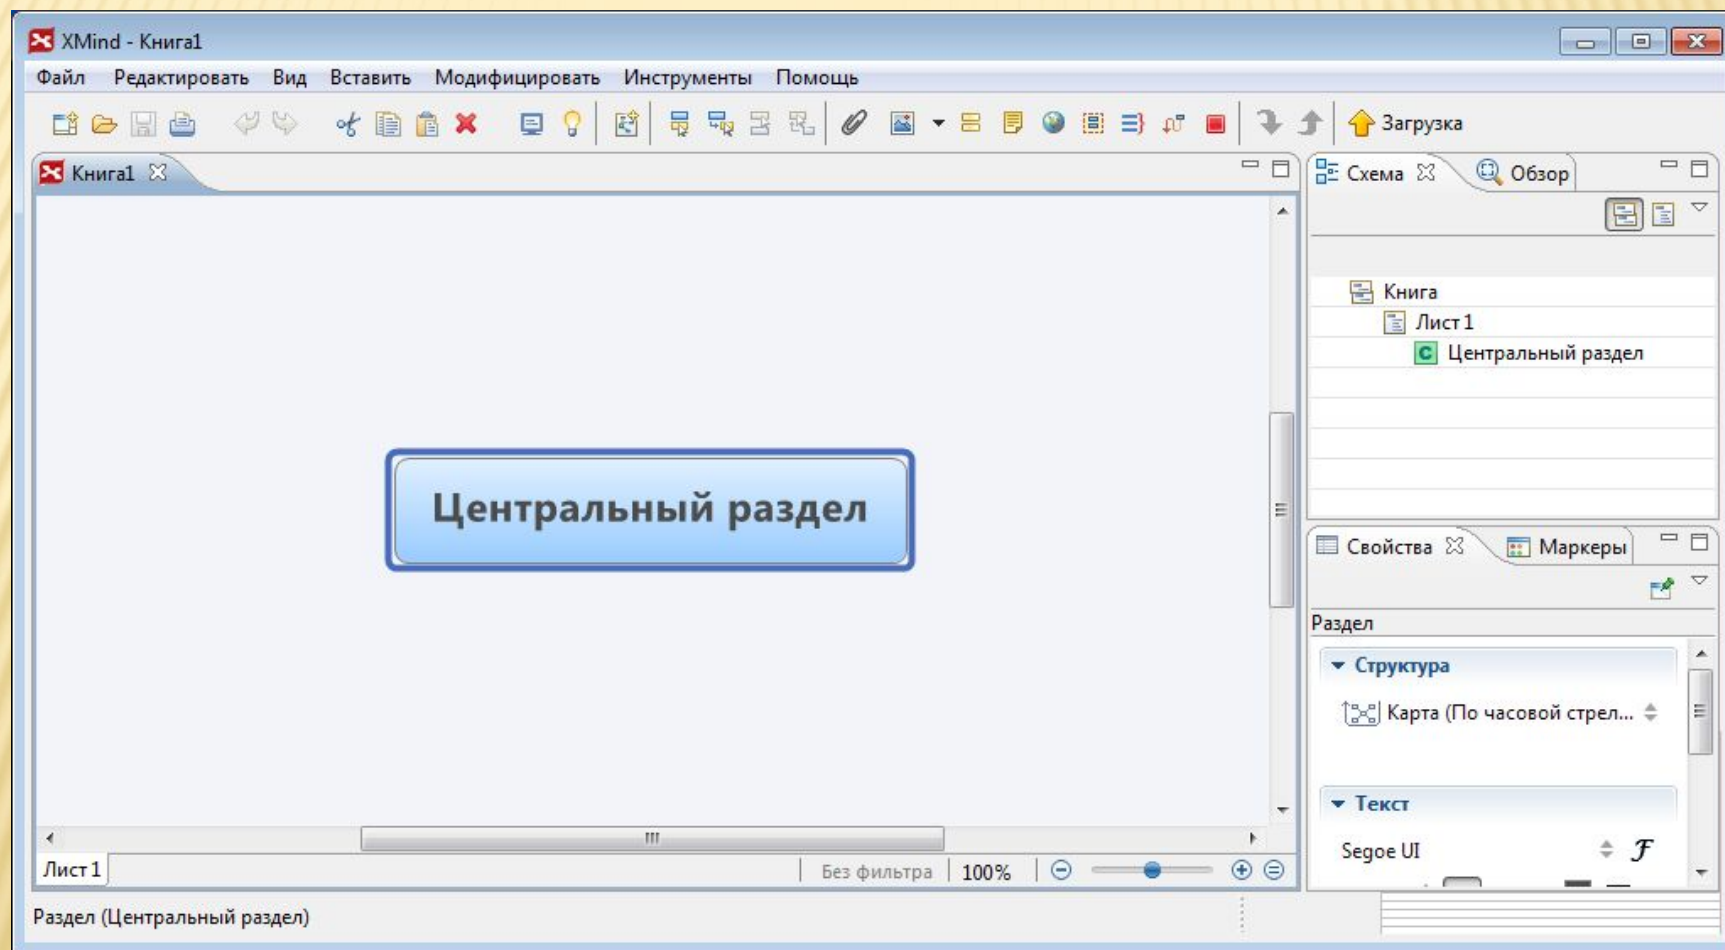 XMind - Книга1
Файл Редактировать Вид Вставить Модифицировать Инструменты Помощь
Загрузка
Книга1
Схема Обзор
Книга
Лист 1
C Центральный раздел
Центральный раздел
Свойства Маркеры
Раздел
Структура
Карта (По часовой стрел...
Текст
Segoe UI
Лист 1
Без фильтра 100%
Раздел (Центральный раздел)